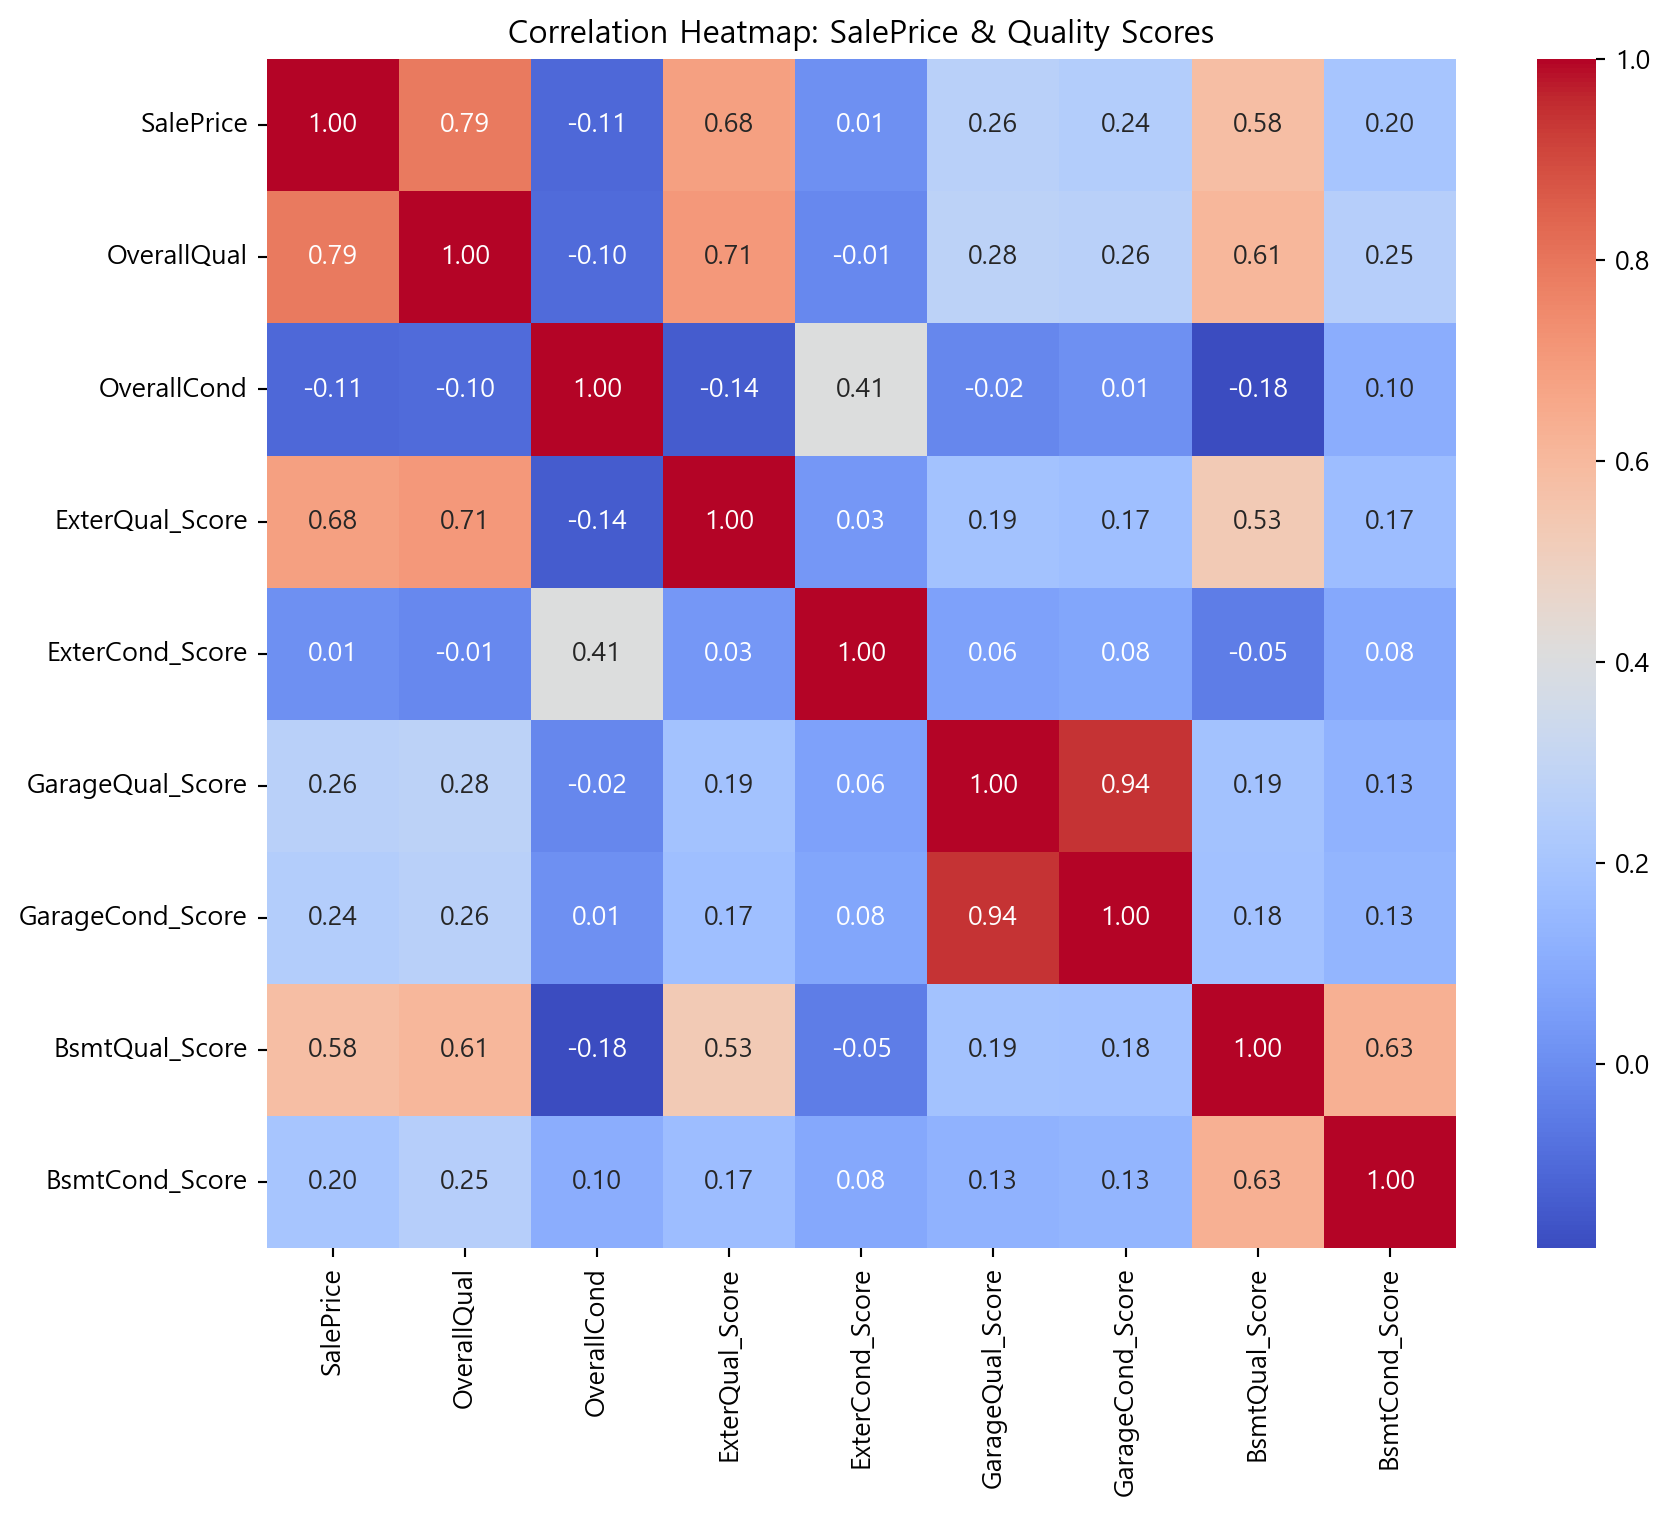 Correlation Heatmap: SalePrice & Quality Scores
SalePrice 1.00 0.79 -0.11 0.68 0.01 0.26 0.24 0.58 0.20
OverallQual 0.79 1.00 -0.10 0.71 -0.01 0.28 0.26 0.61 0.25
OverallCond -0.11 -0.10 1.00 -0.14 0.41 -0.02 0.01 -0.18 0.10
ExterQual_Score 0.68 0.71 -0.14 1.00 0.03 0.19 0.17 0.53 0.17
ExterCond_Score 0.01 -0.01 0.41 0.03 1.00 0.06 0.08 -0.05 0.08
GarageQual_Score 0.26 0.28 -0.02 0.19 0.06 1.00 0.94 0.19 0.13
GarageCond_Score 0.24 0.26 0.01 0.17 0.08 0.94 1.00 0.18 0.13
BsmtQual_Score 0.58 0.61 -0.18 0.53 -0.05 0.19 0.18 1.00 0.63
BsmtCond_Score 0.20 0.25 0.10 0.17 0.08 0.13 0.13 0.63 1.00
SalePrice
OverallQual
OverallCond
ExterQual_Score
ExterCond_Score
GarageQual_Score
GarageCond_Score
BsmtQual_Score
BsmtCond_Score
1.0
0.8
0.6
0.4
0.2
0.0